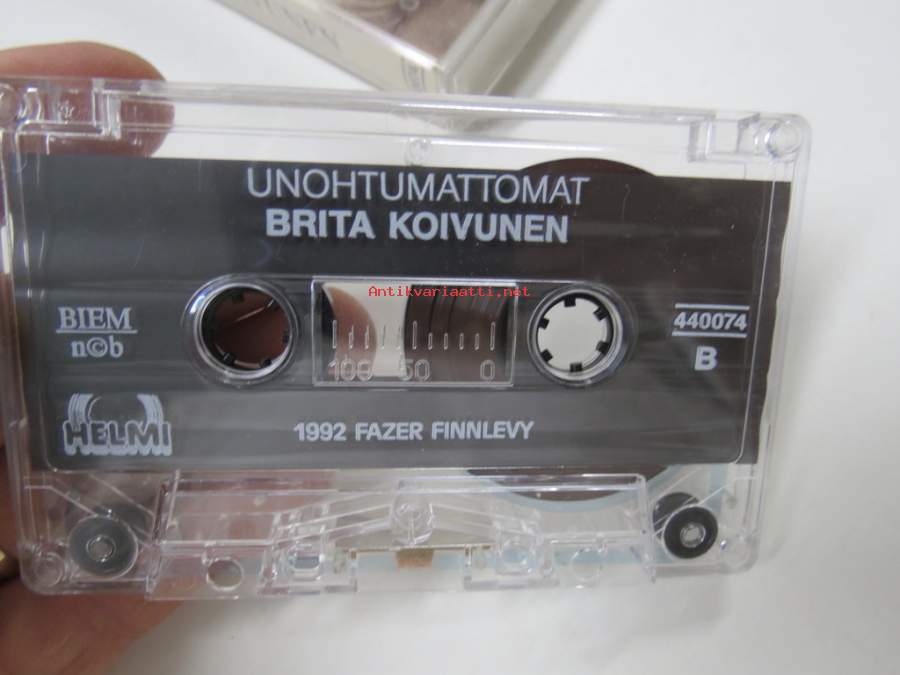 UNOHTUMATTOMAT
BRITA KOIVUNEN
Antikvariaatti.net
BIEM
n©b
440074
B
100 50 0
HELMI
1992 FAZER FINNLEVY